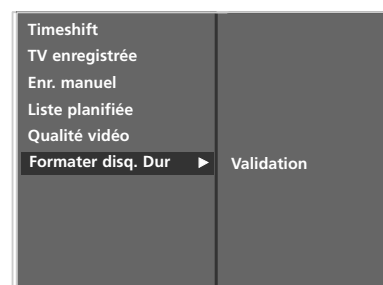 Timeshift
TV enregistrée
Enr. manuel
Liste planifiée
Qualité vidéo
Formater disq. Dur ► Validation